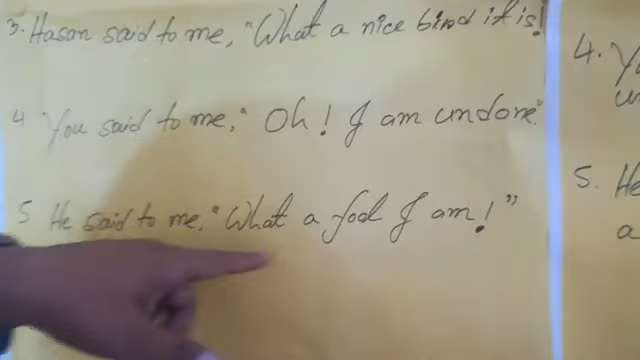 3. Hasan said to me, "What a nice bird it is!
4 You said to me," Oh! I am undone"
5 He said to me, "What a fool I am!"
4.
5. He
a